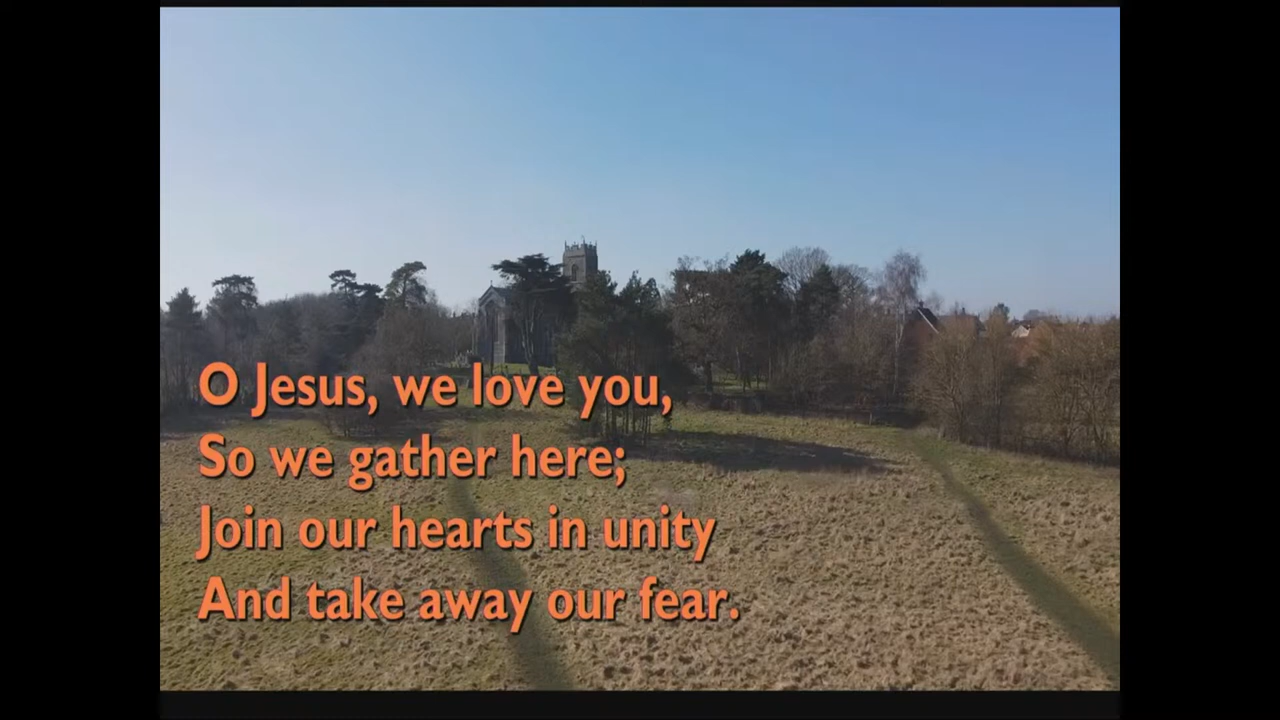 O Jesus, we love you,
So we gather here;
Join our hearts in unity
And take away our fear.